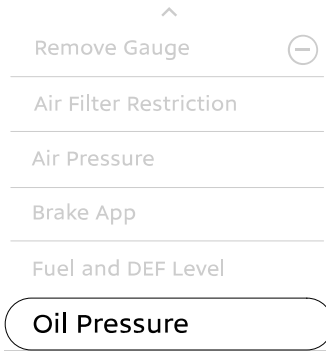 Remove Gauge
Air Filter Restriction
Air Pressure
Brake App
Fuel and DEF Level
Oil Pressure